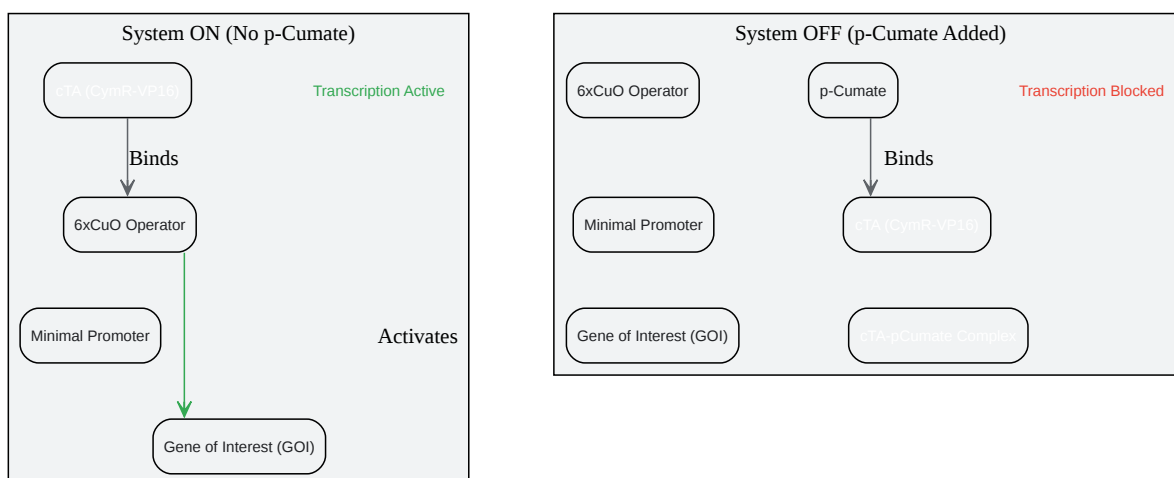 System ON (No p-Cumate)
cTA (CymR-VP16)
Transcription Active
Binds
6xCuO Operator
Minimal Promoter
Activates
Gene of Interest (GOI)
System OFF (p-Cumate Added)
6xCuO Operator
p-Cumate
Transcription Blocked
Binds
Minimal Promoter
cTA (CymR-VP16)
Gene of Interest (GOI)
cTA-pCumate Complex